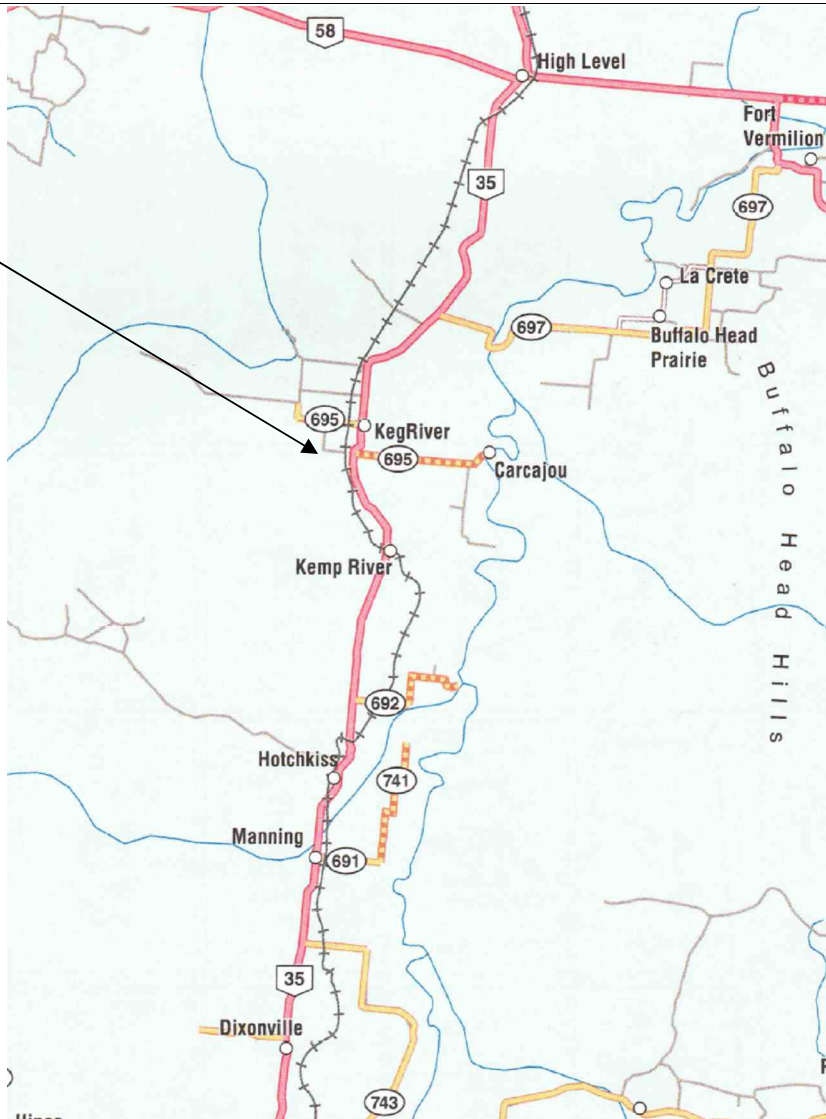 58
High Level
Fort
Vermilion
35
697
La Crete
697
Buffalo Head
Prairie
Buffalo Head Hills
695
KegRiver
695
Carcajou
Kemp River
692
Hotchkiss
741
Manning
691
35
Dixonville
743